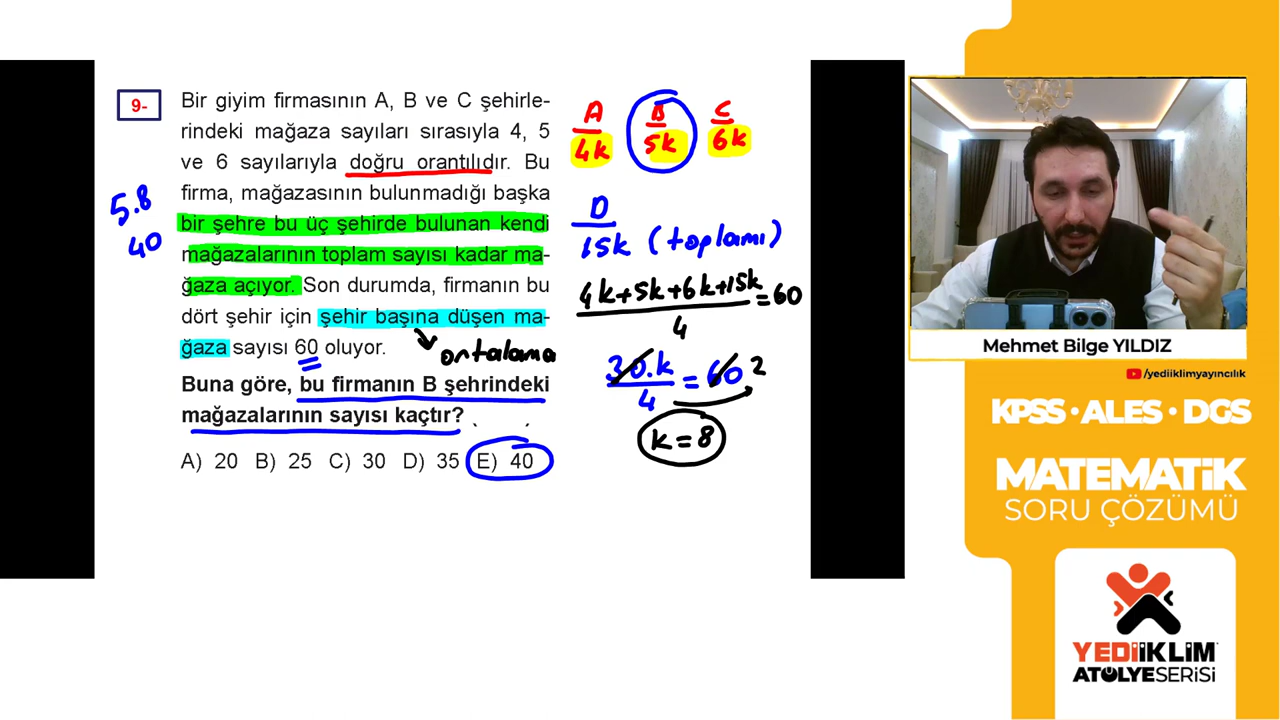 9-
Bir giyim firmasının A, B ve C şehirle-
rindeki mağaza sayıları sırasıyla 4, 5
ve 6 sayılarıyla doğru orantılıdır. Bu
firma, mağazasının bulunmadığı başka
bir şehre bu üç şehirde bulunan kendi
mağazalarının toplam sayısı kadar ma-
ğaza açıyor. Son durumda, firmanın bu
dört şehir için şehir başına düşen ma-
ğaza sayısı 60 oluyor.
ortalama
Buna göre, bu firmanın B şehrindeki
mağazalarının sayısı kaçtır?
A) 20 B) 25 C) 30 D) 35 E) 40
5.8
40
A B C
4k 5k 6k
D
15k (toplamı)
4k+5k+6k+15k = 60
4
30.k = 60 2
4
k = 8
Mehmet Bilge YILDIZ
/yediiklimyayıncılık
KPSS • ALES • DGS
MATEMATİK
SORU ÇÖZÜMÜ
YEDİİKLİM
ATÖLYESERİSİ